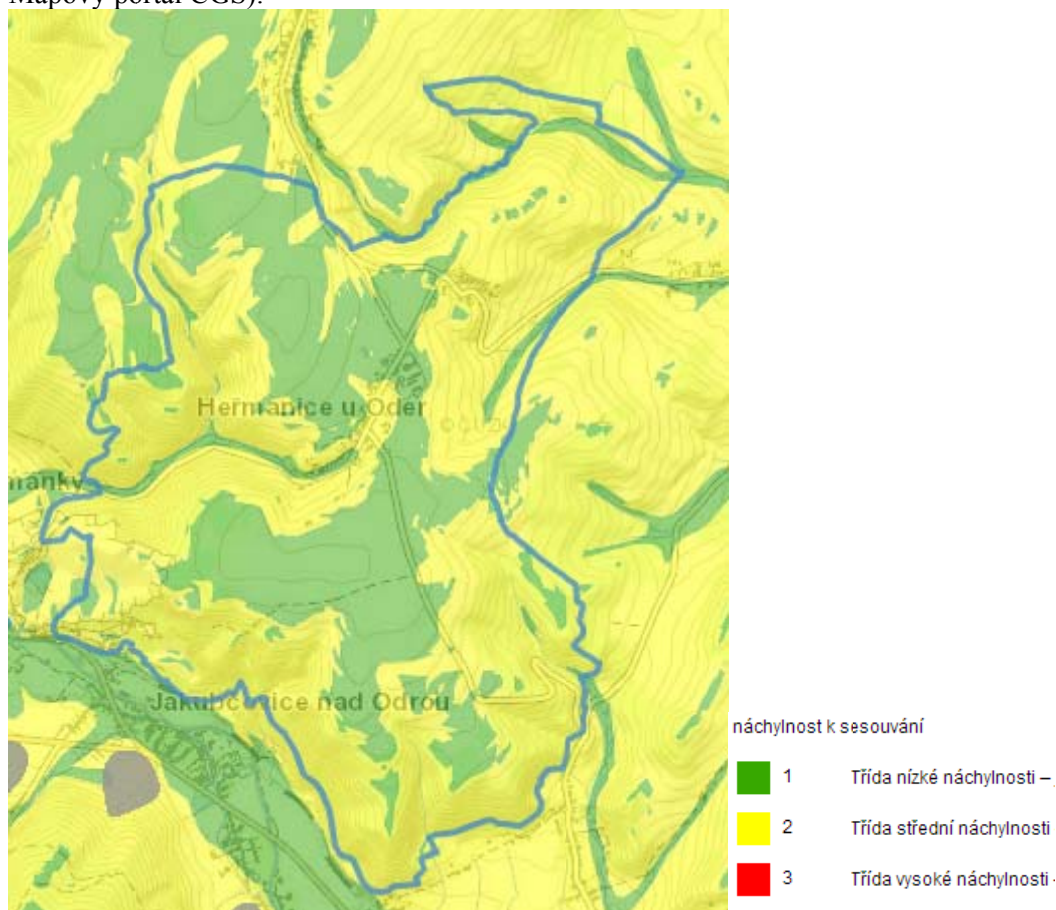 Mapový portál ČGS).
Heřmanice u Oder
mánky
Jakubčovice nad Odrou
náchylnost k sesouvání
1 Třída nízké náchylnosti –
2 Třída střední náchylnosti
3 Třída vysoké náchylnosti -